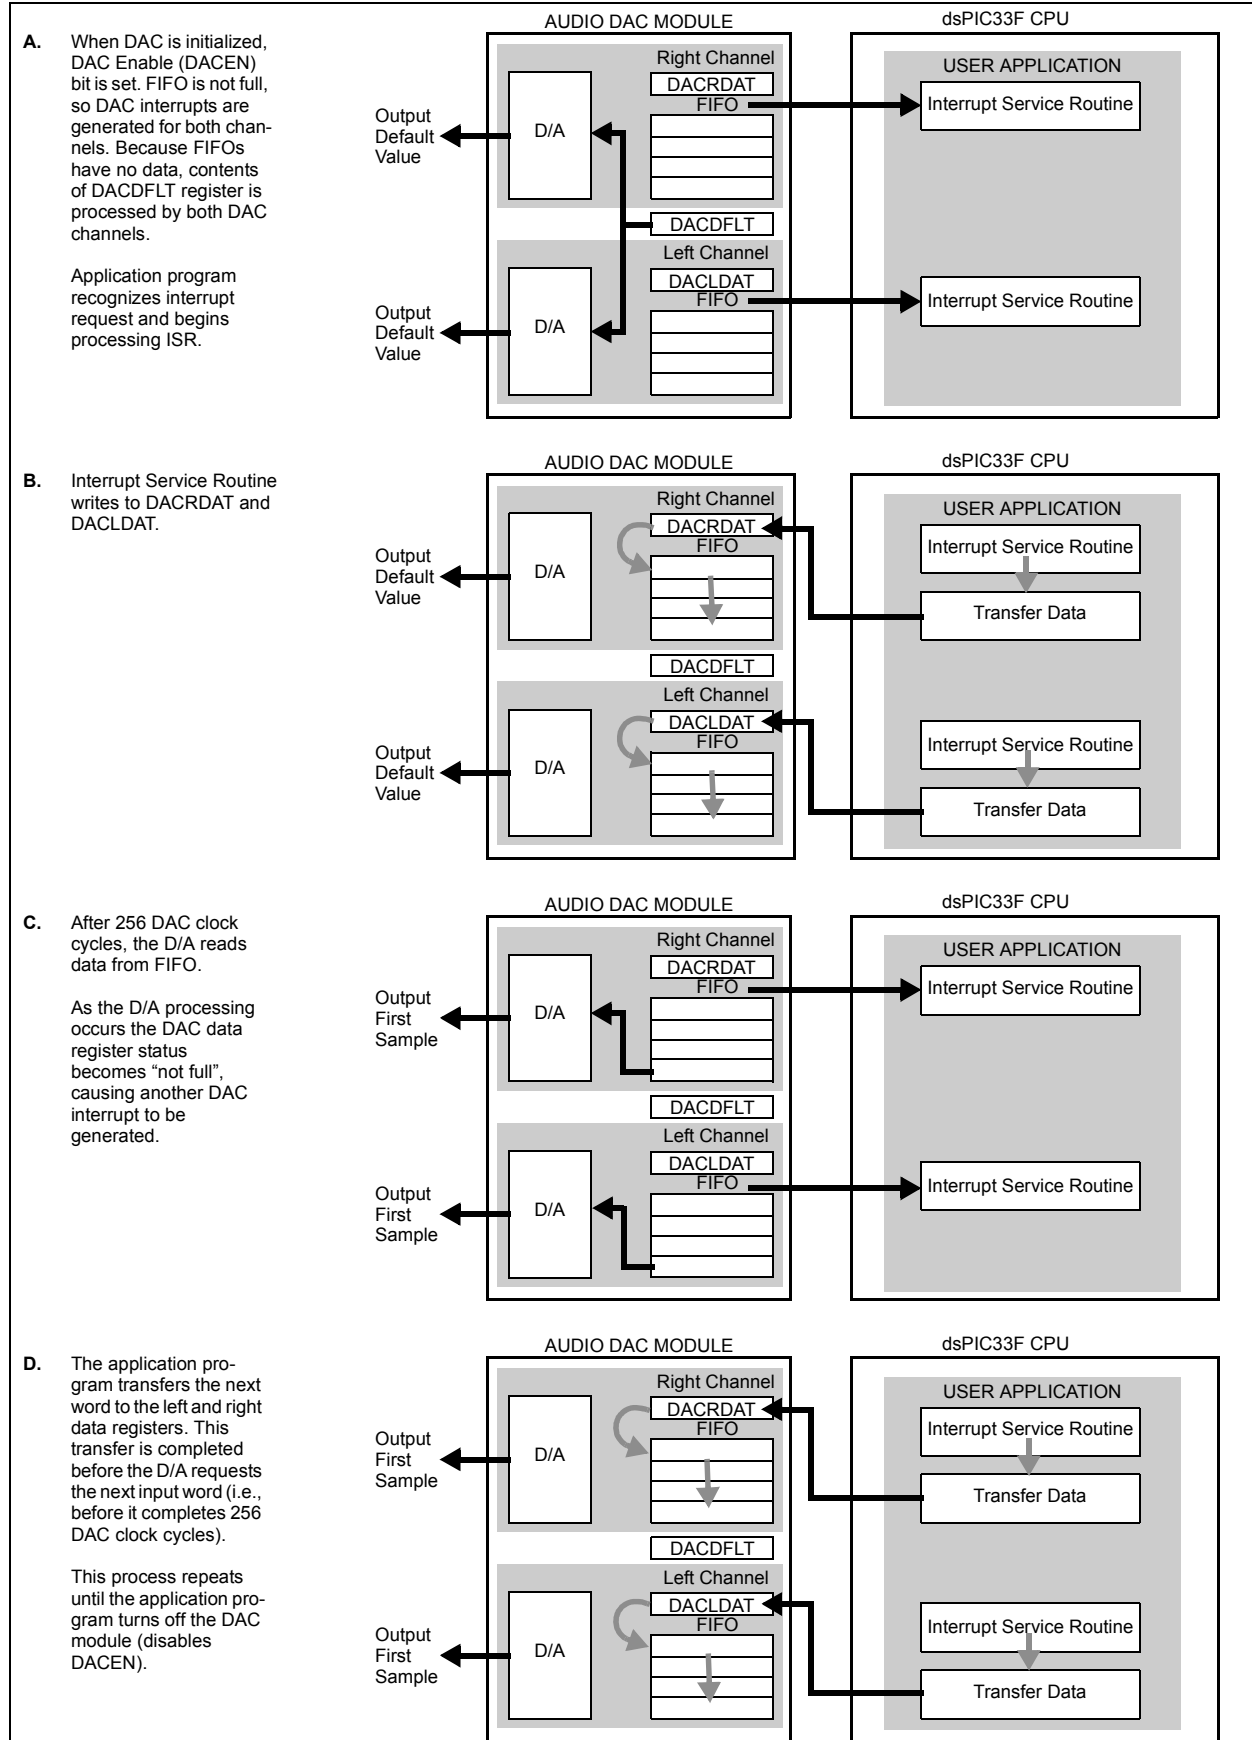 A. When DAC is initialized,
DAC Enable (DACEN)
bit is set. FIFO is not full,
so DAC interrupts are
generated for both chan-
nels. Because FIFOs
have no data, contents
of DACDFLT register is
processed by both DAC
channels.
Application program
recognizes interrupt
request and begins
processing ISR.
AUDIO DAC MODULE
dsPIC33F CPU
Right Channel
DACRDAT
FIFO
D/A
Output
Default
Value
DACDFLT
Left Channel
DACLDAT
FIFO
D/A
Output
Default
Value
USER APPLICATION
Interrupt Service Routine
Interrupt Service Routine
B. Interrupt Service Routine
writes to DACRDAT and
DACLDAT.
AUDIO DAC MODULE
dsPIC33F CPU
Right Channel
DACRDAT
FIFO
D/A
Output
Default
Value
DACDFLT
Left Channel
DACLDAT
FIFO
D/A
Output
Default
Value
USER APPLICATION
Interrupt Service Routine
Transfer Data
Interrupt Service Routine
Transfer Data
C. After 256 DAC clock
cycles, the D/A reads
data from FIFO.
As the D/A processing
occurs the DAC data
register status
becomes “not full”,
causing another DAC
interrupt to be
generated.
AUDIO DAC MODULE
dsPIC33F CPU
Right Channel
DACRDAT
FIFO
D/A
Output
First
Sample
DACDFLT
Left Channel
DACLDAT
FIFO
D/A
Output
First
Sample
USER APPLICATION
Interrupt Service Routine
Interrupt Service Routine
D. The application pro-
gram transfers the next
word to the left and right
data registers. This
transfer is completed
before the D/A requests
the next input word (i.e.,
before it completes 256
DAC clock cycles).
This process repeats
until the application pro-
gram turns off the DAC
module (disables
DACEN).
AUDIO DAC MODULE
dsPIC33F CPU
Right Channel
DACRDAT
FIFO
D/A
Output
First
Sample
DACDFLT
Left Channel
DACLDAT
FIFO
D/A
Output
First
Sample
USER APPLICATION
Interrupt Service Routine
Transfer Data
Interrupt Service Routine
Transfer Data